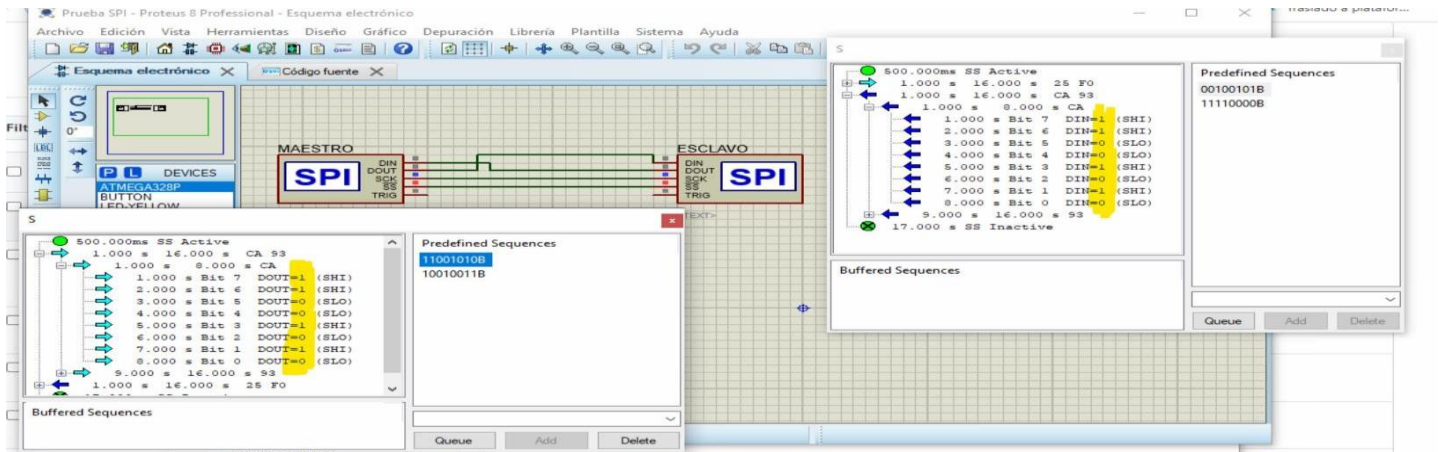 Traslado a platafor...
Prueba SPI - Proteus 8 Professional - Esquema electrónico
Archivo Edición Vista Herramientas Diseño Gráfico Depuración Librería Plantilla Sistema Ayuda
Esquema electrónico
Código fuente
Filt
0°
P L DEVICES
ATMEGA328P
BUTTON
LED-YELLOW
MAESTRO
SPI
DIN
DOUT
SCK
SS
TRIG
ESCLAVO
DIN
DOUT
SCK
SS
TRIG
SPI
TEXT>
S
500.000ms SS Active
1.000 s 16.000 s 25 F0
1.000 s 16.000 s CA 93
1.000 s 8.000 s CA
1.000 s Bit 7 DIN=1 (SHI)
2.000 s Bit 6 DIN=1 (SHI)
3.000 s Bit 5 DIN=0 (SLO)
4.000 s Bit 4 DIN=0 (SLO)
5.000 s Bit 3 DIN=1 (SHI)
6.000 s Bit 2 DIN=0 (SLO)
7.000 s Bit 1 DIN=1 (SHI)
8.000 s Bit 0 DIN=0 (SLO)
9.000 s 16.000 s 93
17.000 s SS Inactive
Predefined Sequences
00100101B
11110000B
Buffered Sequences
Queue Add Delete
S
500.000ms SS Active
1.000 s 16.000 s CA 93
1.000 s 8.000 s CA
1.000 s Bit 7 DOUT=1 (SHI)
2.000 s Bit 6 DOUT=1 (SHI)
3.000 s Bit 5 DOUT=0 (SLO)
4.000 s Bit 4 DOUT=0 (SLO)
5.000 s Bit 3 DOUT=1 (SHI)
6.000 s Bit 2 DOUT=0 (SLO)
7.000 s Bit 1 DOUT=1 (SHI)
8.000 s Bit 0 DOUT=0 (SLO)
9.000 s 16.000 s 93
1.000 s 16.000 s 25 F0
Predefined Sequences
11001010B
10010011B
Buffered Sequences
Queue Add Delete